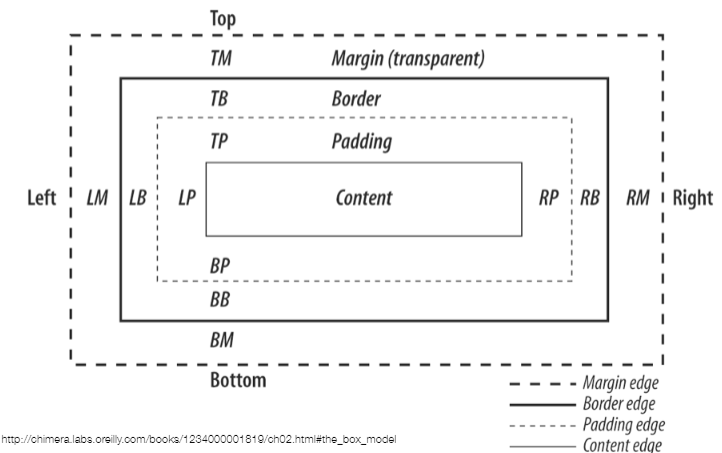 Top
TM Margin (transparent)
TB Border
TP Padding
Left LM LB LP Content RP RB RM Right
BP
BB
BM
Bottom
Margin edge
Border edge
Padding edge
Content edge
http://chimera.labs.oreilly.com/books/1234000001819/ch02.html#the_box_model